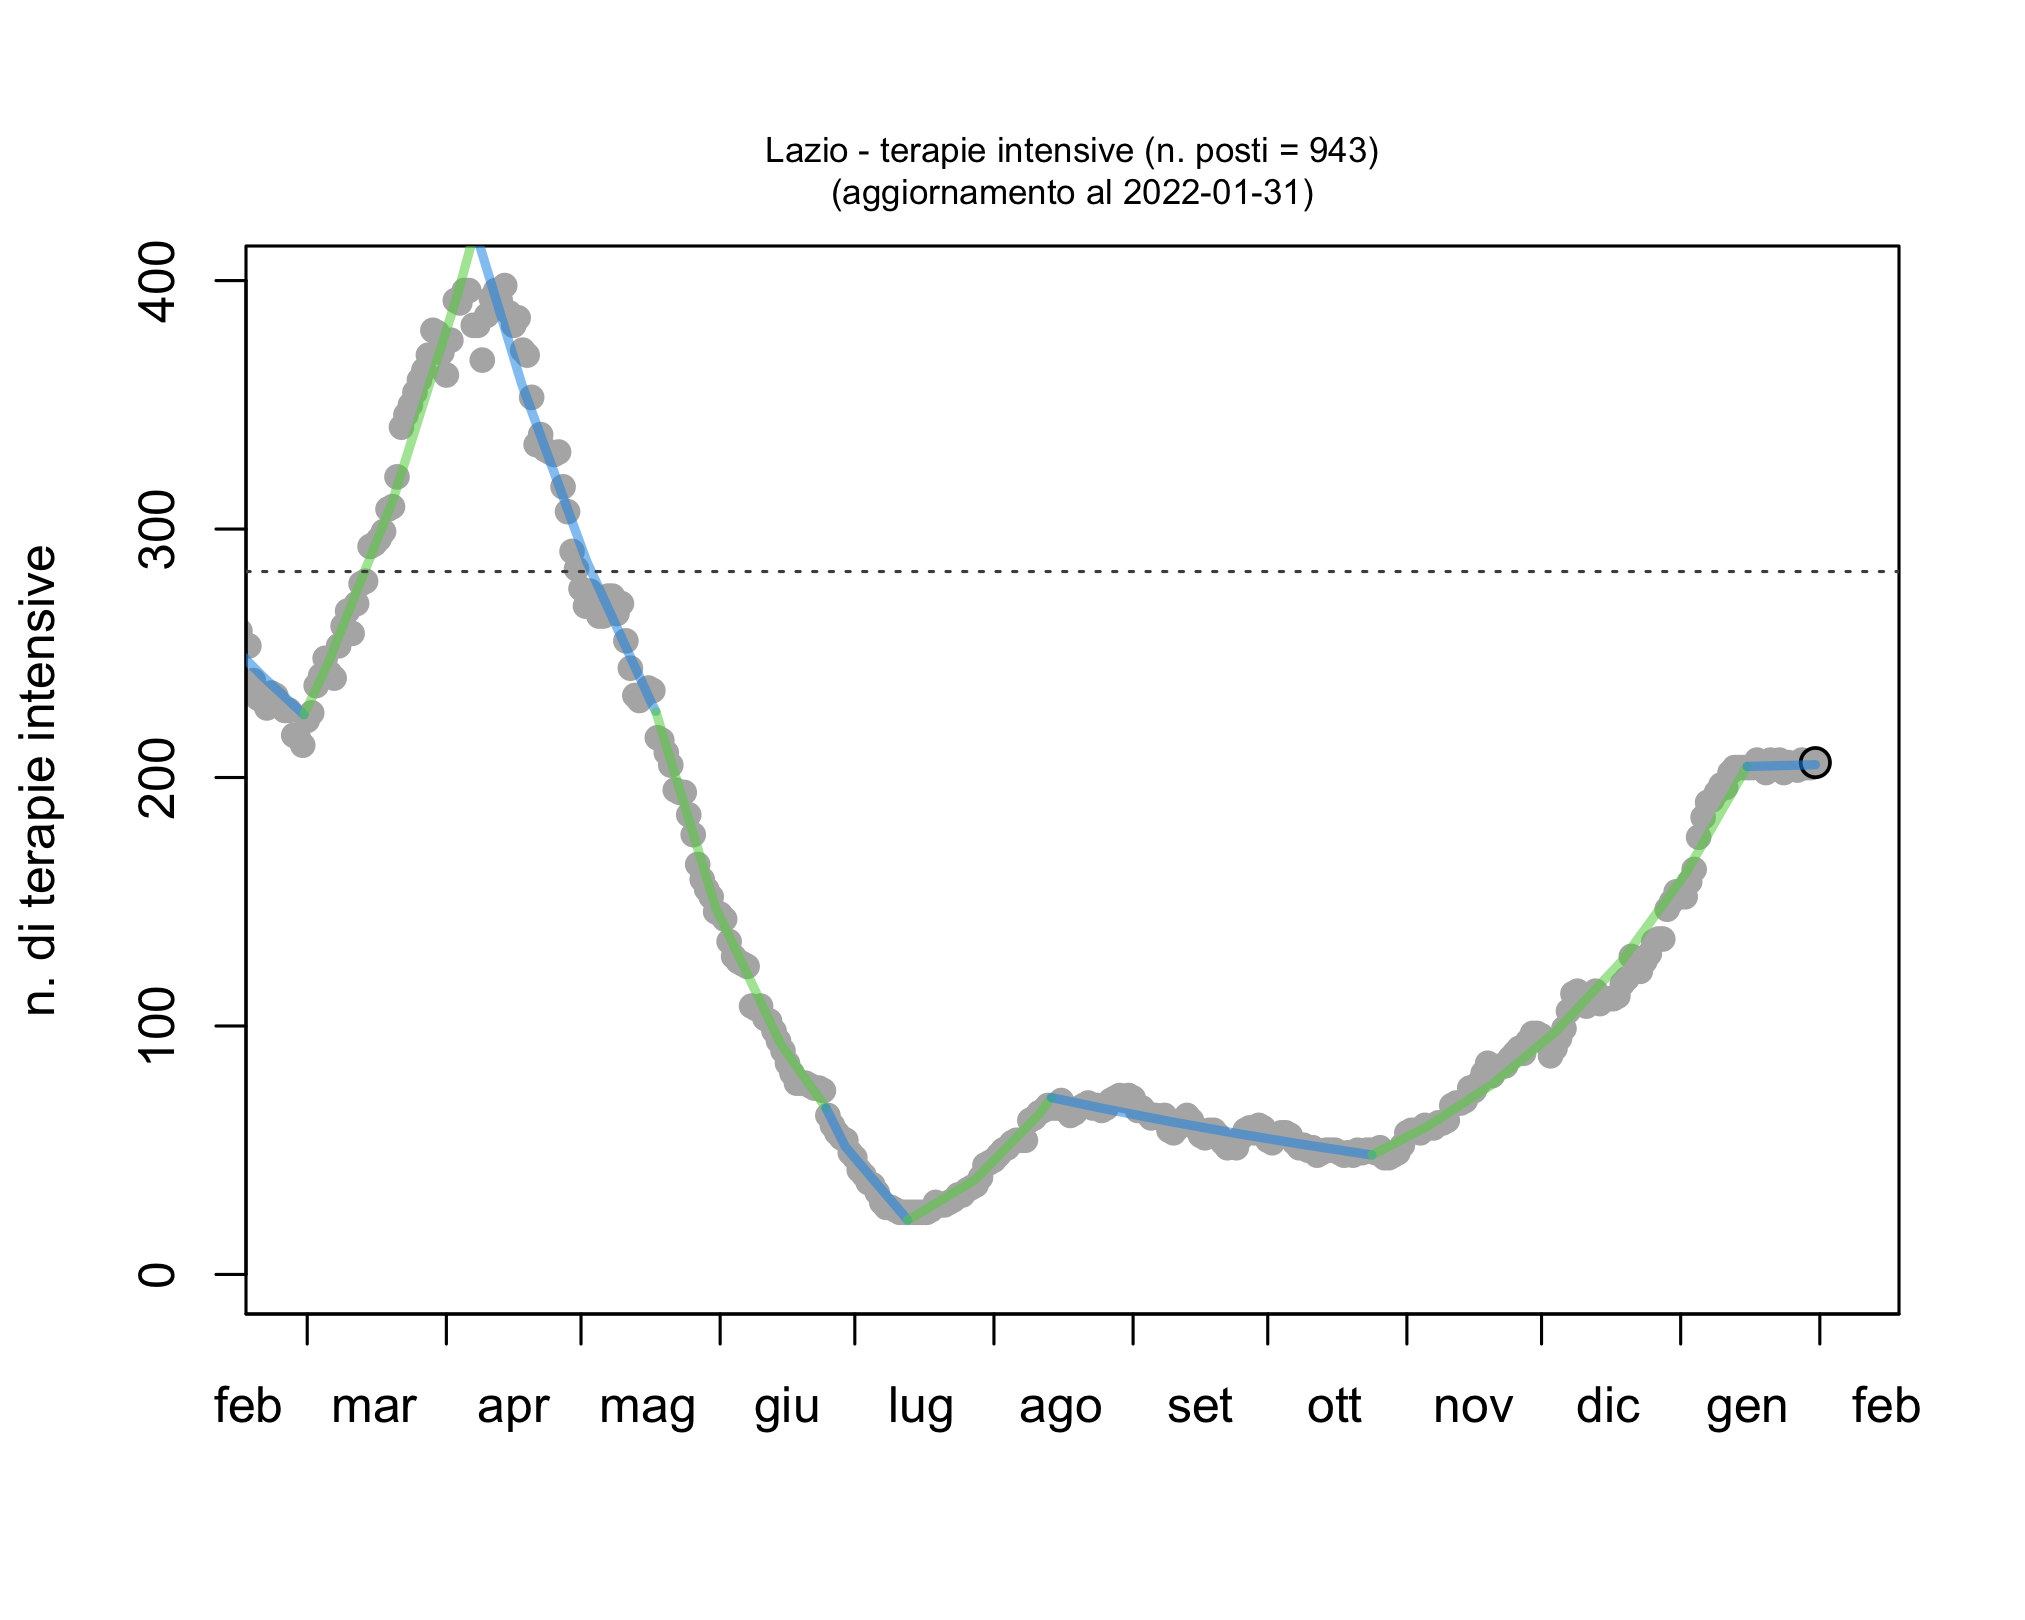 Lazio - terapie intensive (n. posti = 943)
(aggiornamento al 2022-01-31)
n. di terapie intensive
400
300
200
100
0
feb mar apr mag giu lug ago set ott nov dic gen feb